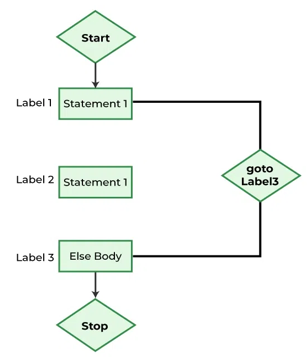 Start
Label 1
Statement 1
Label 2
Statement 1
goto
Label3
Label 3
Else Body
Stop